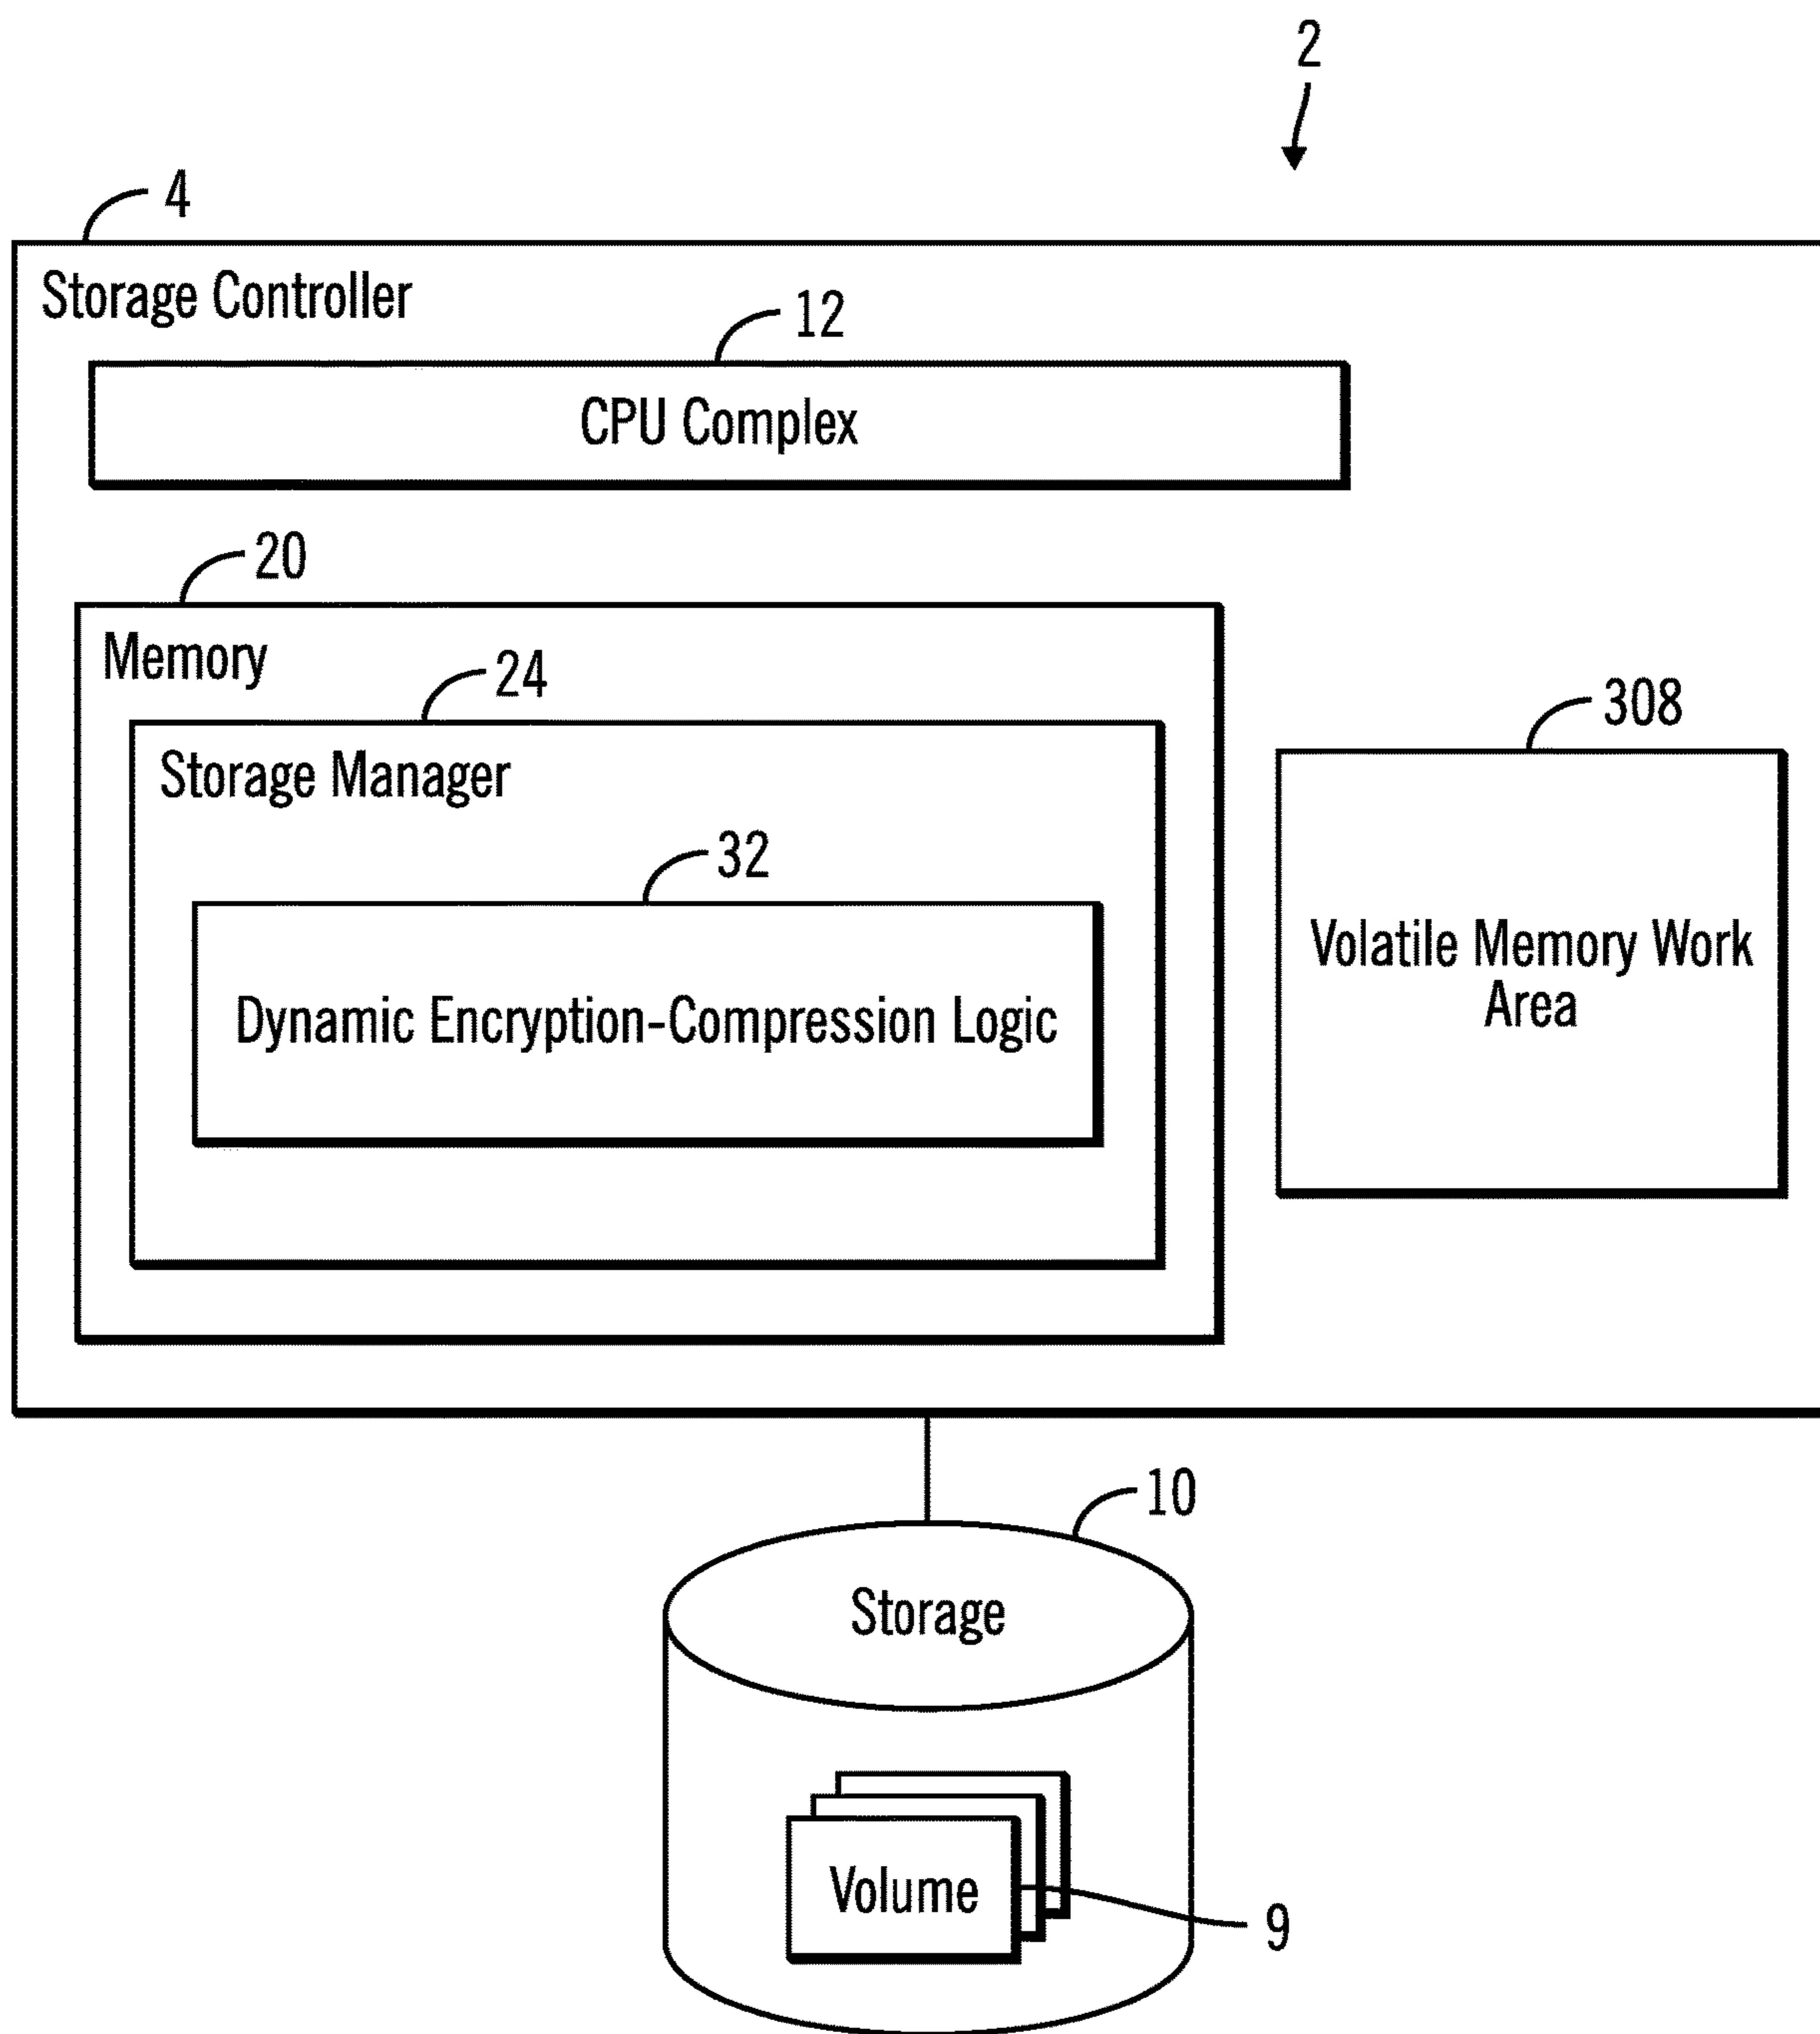 2
4
Storage Controller
12
CPU Complex
20
Memory
24
Storage Manager
308
32
Dynamic Encryption-Compression Logic
Volatile Memory Work
Area
10
Storage
Volume
9